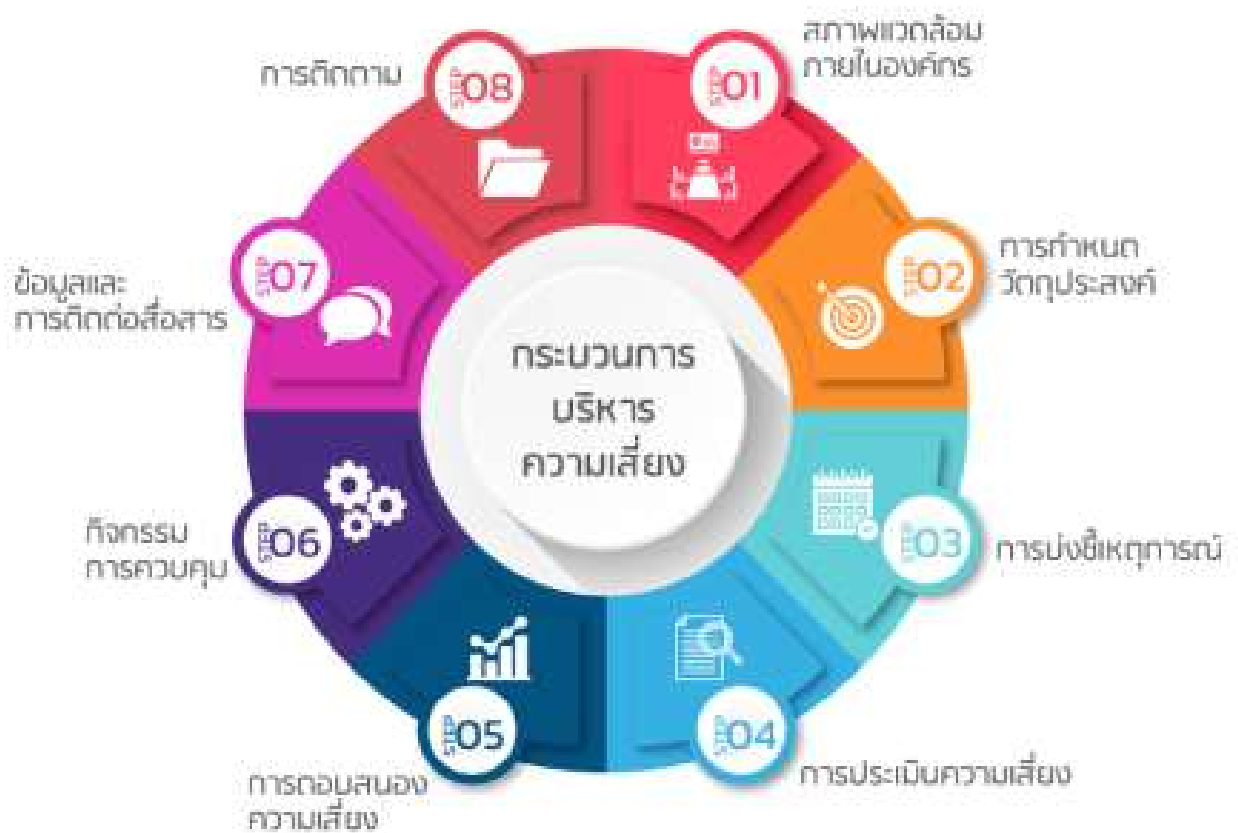 กระบวนการ
บริหาร
ความเสี่ยง
STEP 01
สภาพแวดล้อม
ภายในองค์กร
STEP 02
การกำหนด
วัตถุประสงค์
STEP 03
การบ่งชี้เหตุการณ์
STEP 04
การประเมินความเสี่ยง
STEP 05
การตอบสนอง
ความเสี่ยง
STEP 06
กิจกรรม
การควบคุม
STEP 07
ข้อมูลและ
การติดต่อสื่อสาร
STEP 08
การติดตาม